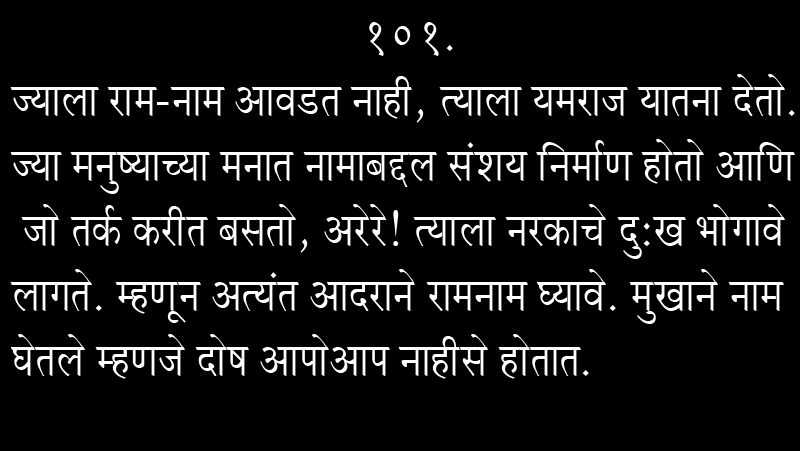 १०१.
ज्याला राम-नाम आवडत नाही, त्याला यमराज यातना देतो.
ज्या मनुष्याच्या मनात नामाबद्दल संशय निर्माण होतो आणि
जो तर्क करीत बसतो, अरेरे! त्याला नरकाचे दुःख भोगावे
लागते. म्हणून अत्यंत आदराने रामनाम घ्यावे. मुखाने नाम
घेतले म्हणजे दोष आपोआप नाहीसे होतात.